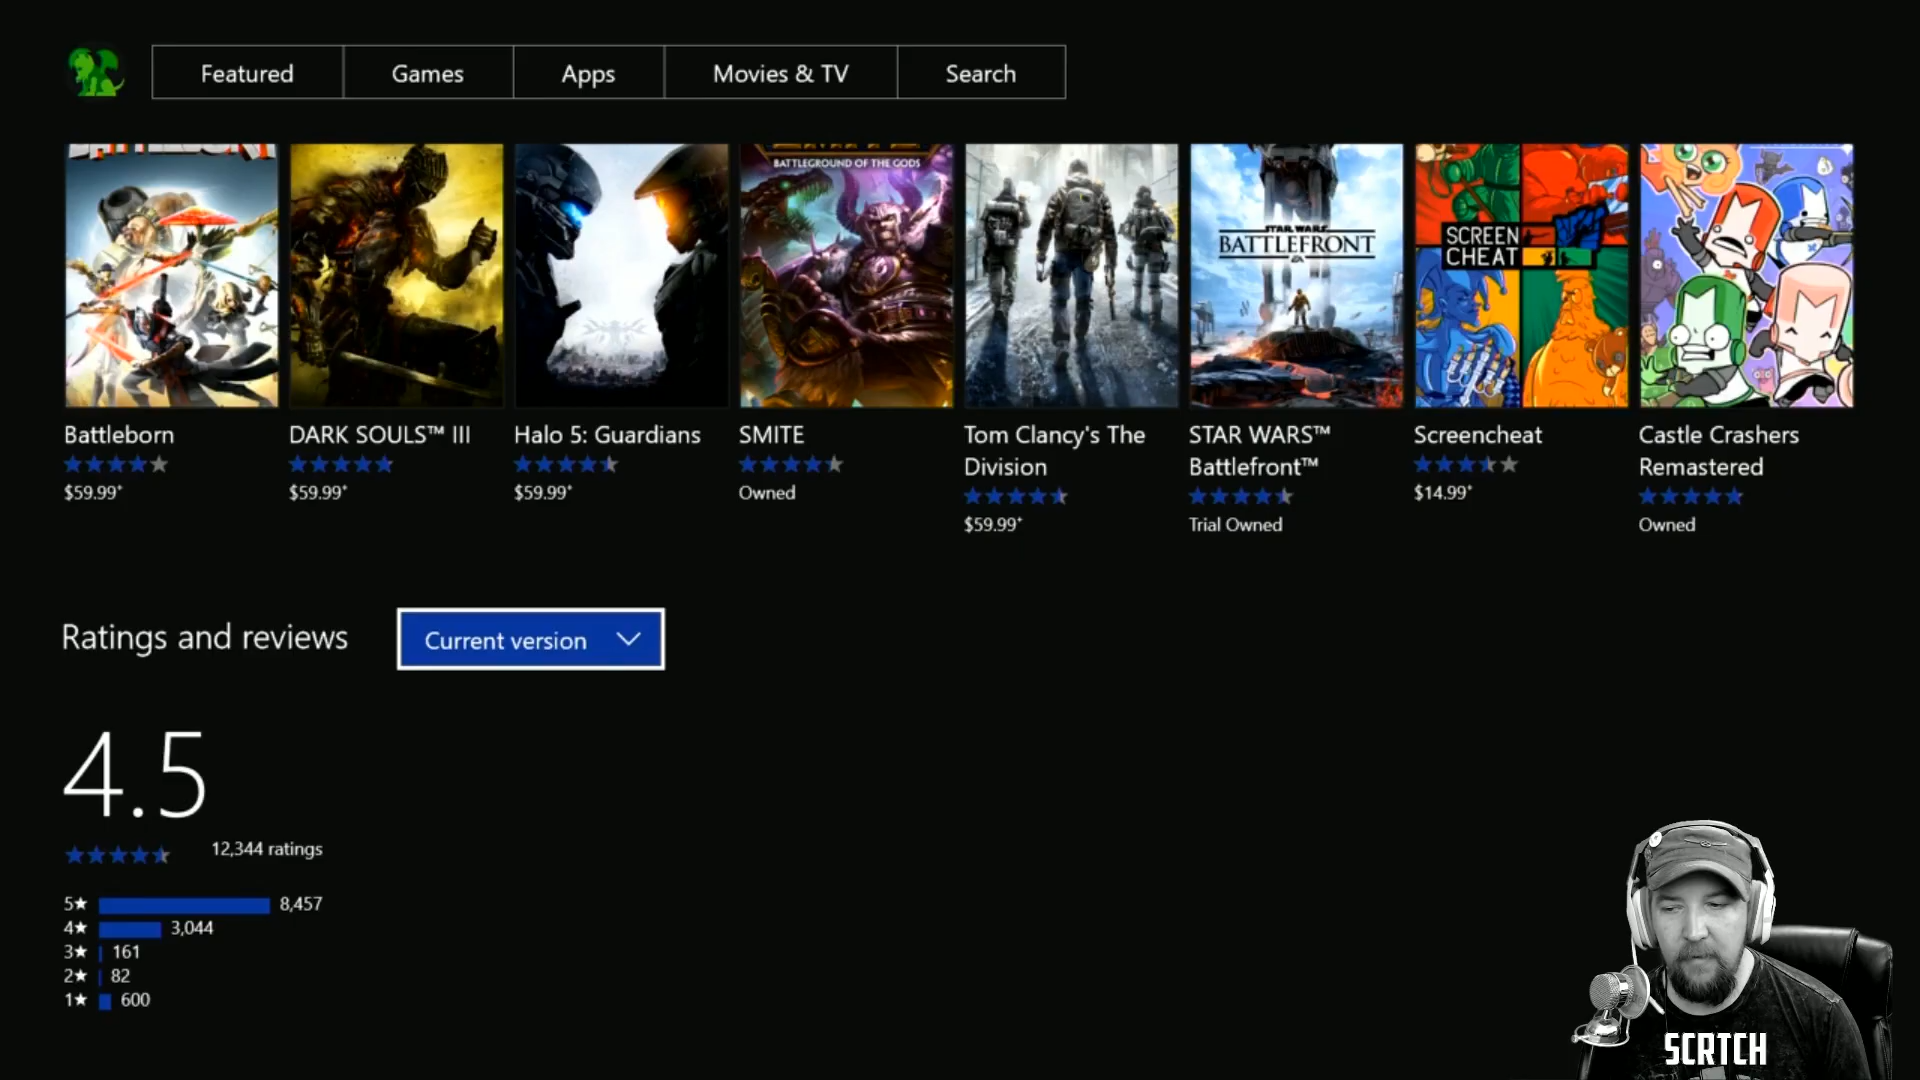 Featured
Games
Apps
Movies & TV
Search
BATTLEGROUND OF THE GODS
STAR WARS
BATTLEFRONT
EA
SCREEN
CHEAT
Battleborn
$59.99*
DARK SOULS™ III
$59.99*
Halo 5: Guardians
$59.99*
SMITE
Owned
Tom Clancy's The
Division
$59.99*
STAR WARS™
Battlefront™
Trial Owned
Screencheat
$14.99*
Castle Crashers
Remastered
Owned
Ratings and reviews
Current version
4.5
12,344 ratings
5★ 8,457
4★ 3,044
3★ 161
2★ 82
1★ 600
SCRTCH